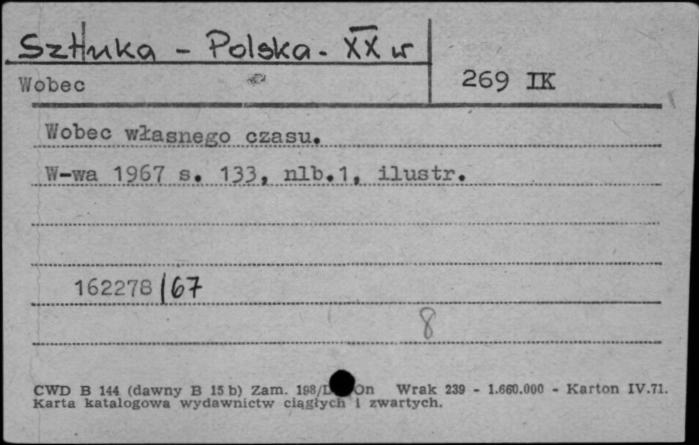 Sztuka - Polska - XX w
Wobec
269 IK
Wobec własnego czasu.
W-wa 1967 s. 133, nlb.1, ilustr.
162278/67
8
CWD B 144 (dawny B 15 b) Zam. 198/ On Wrak 239 - 1.660.000 - Karton IV.71.
Karta katalogowa wydawnictw ciągłych i zwartych.